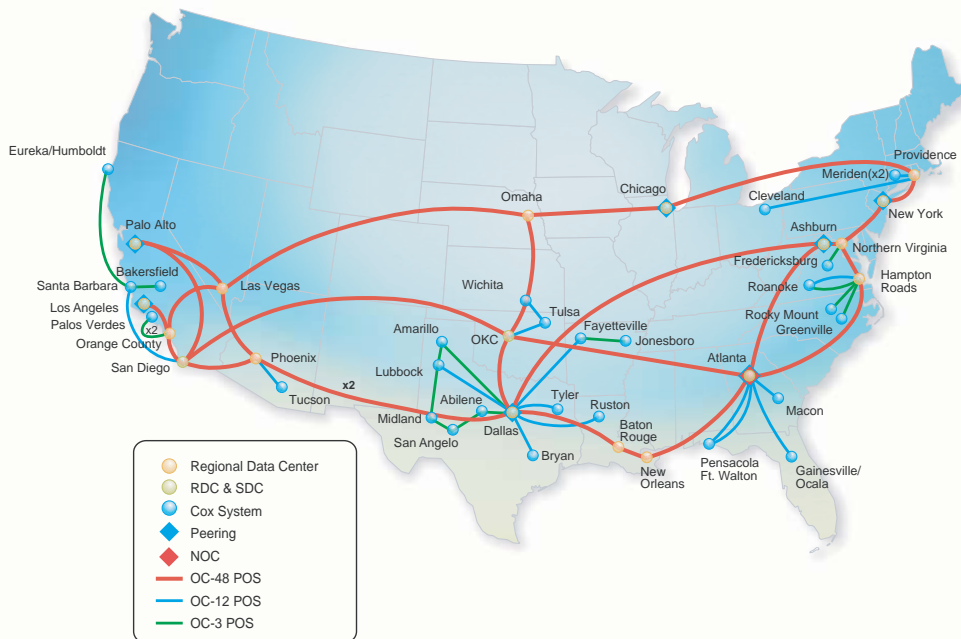 Providence
Eureka/Humboldt
Meriden(x2)
Chicago
Cleveland
Omaha
New York
Palo Alto
Ashburn
Northern Virginia
Fredericksburg
Bakersfield
Hampton
Roads
Santa Barbara
Las Vegas
Wichita
Roanoke
Los Angeles
Tulsa
Rocky Mount
Palos Verdes
Fayetteville
Greenville
x2
Amarillo
Orange County
OKC
Jonesboro
San Diego
Phoenix
Atlanta
Lubbock
x2
Tucson
Abilene
Tyler
Ruston
Macon
Midland
Dallas
Baton
Rouge
San Angelo
Bryan
New
Orleans
Pensacola
Ft. Walton
Gainesville/
Ocala
Regional Data Center
RDC & SDC
Cox System
Peering
NOC
OC-48 POS
OC-12 POS
OC-3 POS